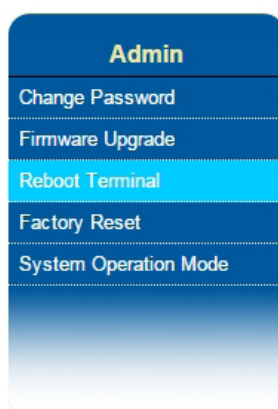 Admin
Change Password
Firmware Upgrade
Reboot Terminal
Factory Reset
System Operation Mode